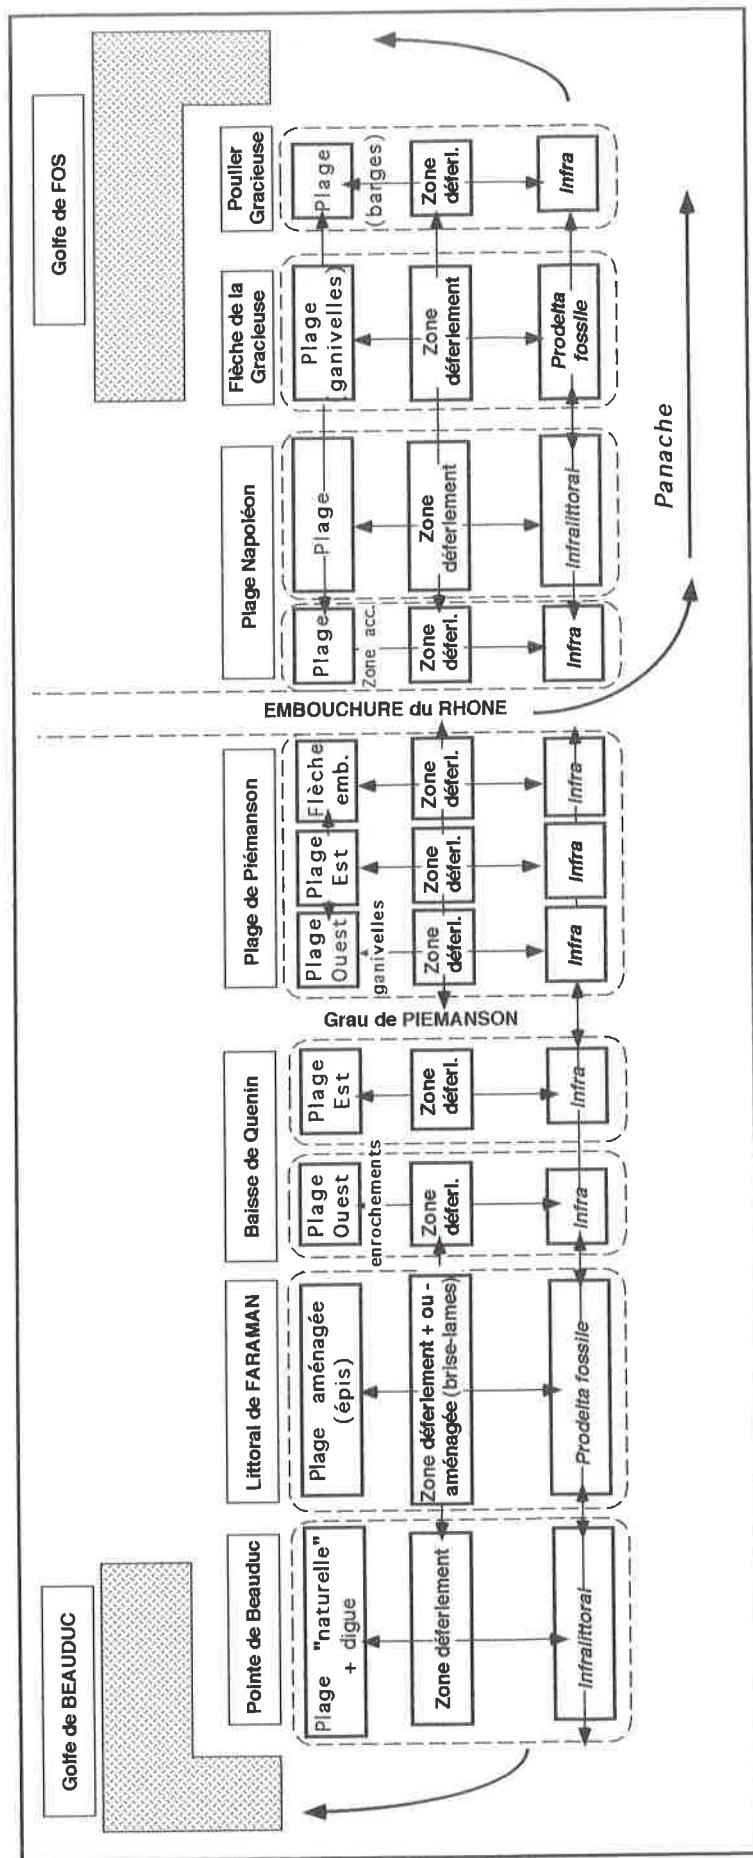 Golfe de BEAUDUC
Golfe de FOS
Pointe de Beauduc
Littoral de FARAMAN
Baisse de Quenin
Plage de Piémanson
Plage Napoléon
Flèche de la
Gracieuse
Poulier
Gracieuse
Plage "naturelle"
+ digue
Plage aménagée
(épis)
Plage
Ouest
Plage
Est
Plage
Ouest
Plage
Est
Flèche
emb.
Plage
Plage
Plage
(ganivelles)
Plage
(barges)
enrochements
ganivelles
Zone acc.
Zone déferlement
Zone déferlement + ou -
aménagée (brise-lames)
Zone
déferl.
Zone
déferl.
Grau de PIEMANSON
Zone
déferl.
Zone
déferl.
Zone
déferl.
EMBOUCHURE du RHONE
Zone
déferl.
Zone
déferlement
Zone
déferlement
Zone
déferl.
Infralittoral
Prodelta fossile
Infra
Infra
Infra
Infra
Infra
Infra
Infralittoral
Prodelta
fossile
Infra
Panache